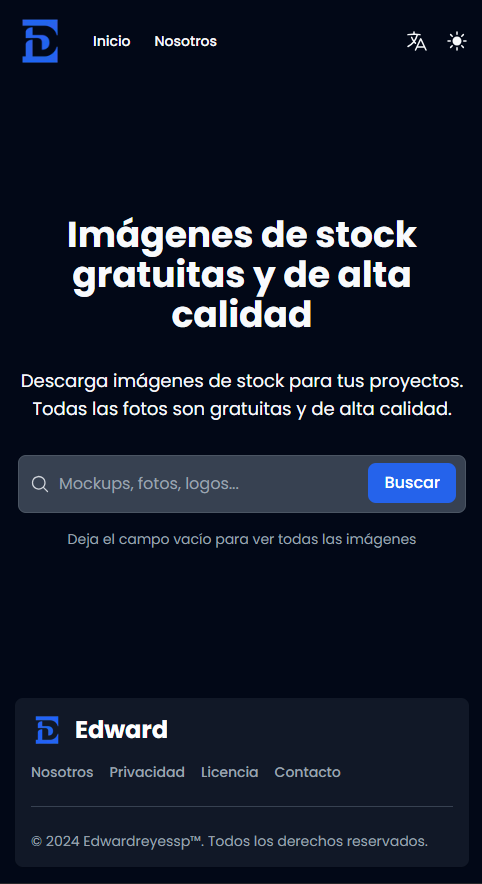 Inicio Nosotros
Imágenes de stock
gratuitas y de alta
calidad
Descarga imágenes de stock para tus proyectos.
Todas las fotos son gratuitas y de alta calidad.
Mockups, fotos, logos... Buscar
Deja el campo vacío para ver todas las imágenes
Edward
Nosotros Privacidad Licencia Contacto
© 2024 Edwardreyessp™. Todos los derechos reservados.